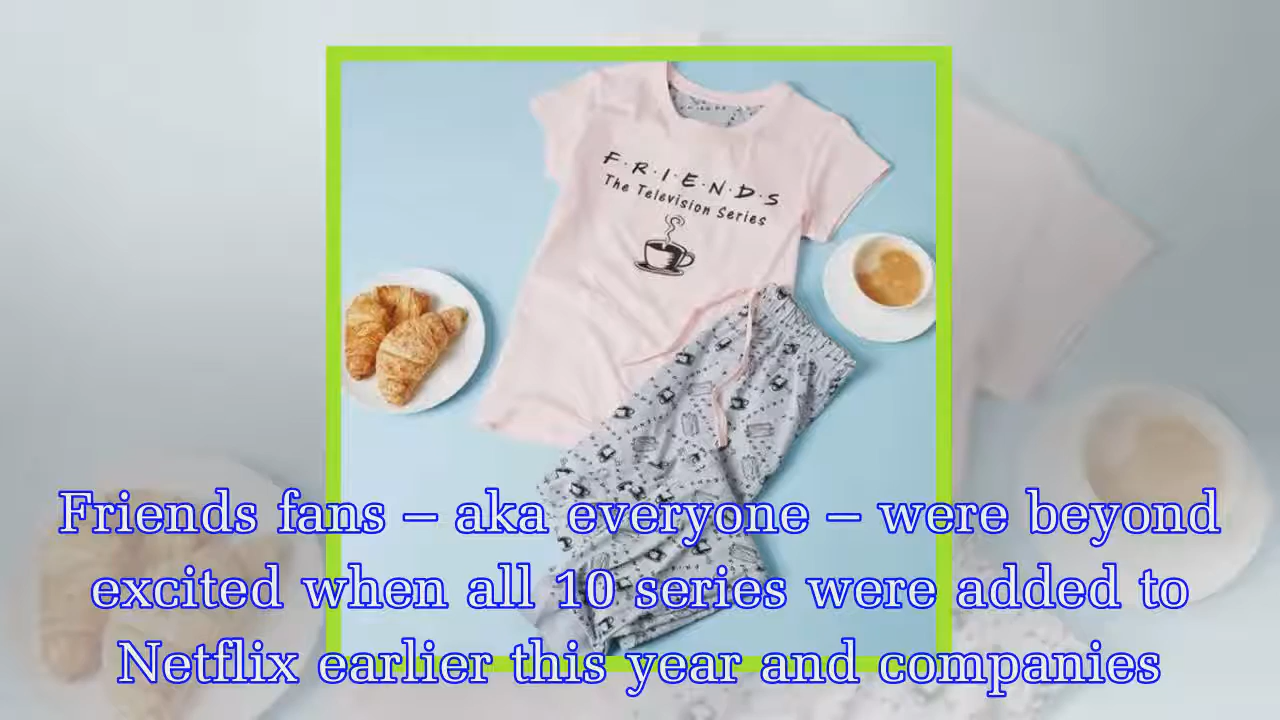 F·R·I·E·N·D·S
The Television Series
Friends fans – aka everyone – were beyond
excited when all 10 series were added to
Netflix earlier this year and companies